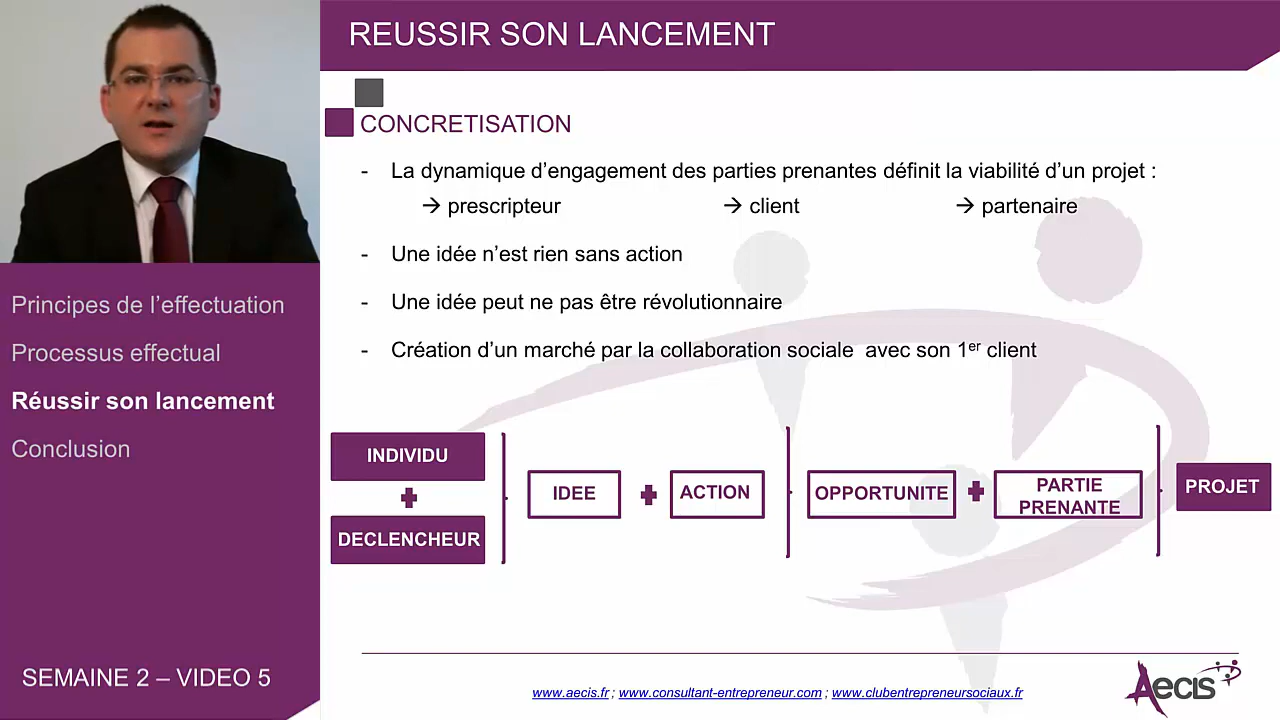 REUSSIR SON LANCEMENT
CONCRETISATION
- La dynamique d’engagement des parties prenantes définit la viabilité d’un projet :
→ prescripteur → client → partenaire
- Une idée n’est rien sans action
- Une idée peut ne pas être révolutionnaire
- Création d’un marché par la collaboration sociale avec son 1er client
INDIVIDU
DECLENCHEUR
IDEE
ACTION
OPPORTUNITE
PARTIE
PRENANTE
PROJET
Principes de l’effectuation
Processus effectual
Réussir son lancement
Conclusion
SEMAINE 2 – VIDEO 5
www.aecis.fr ; www.consultant-entrepreneur.com ; www.clubentrepreneursociaux.fr
Aecis